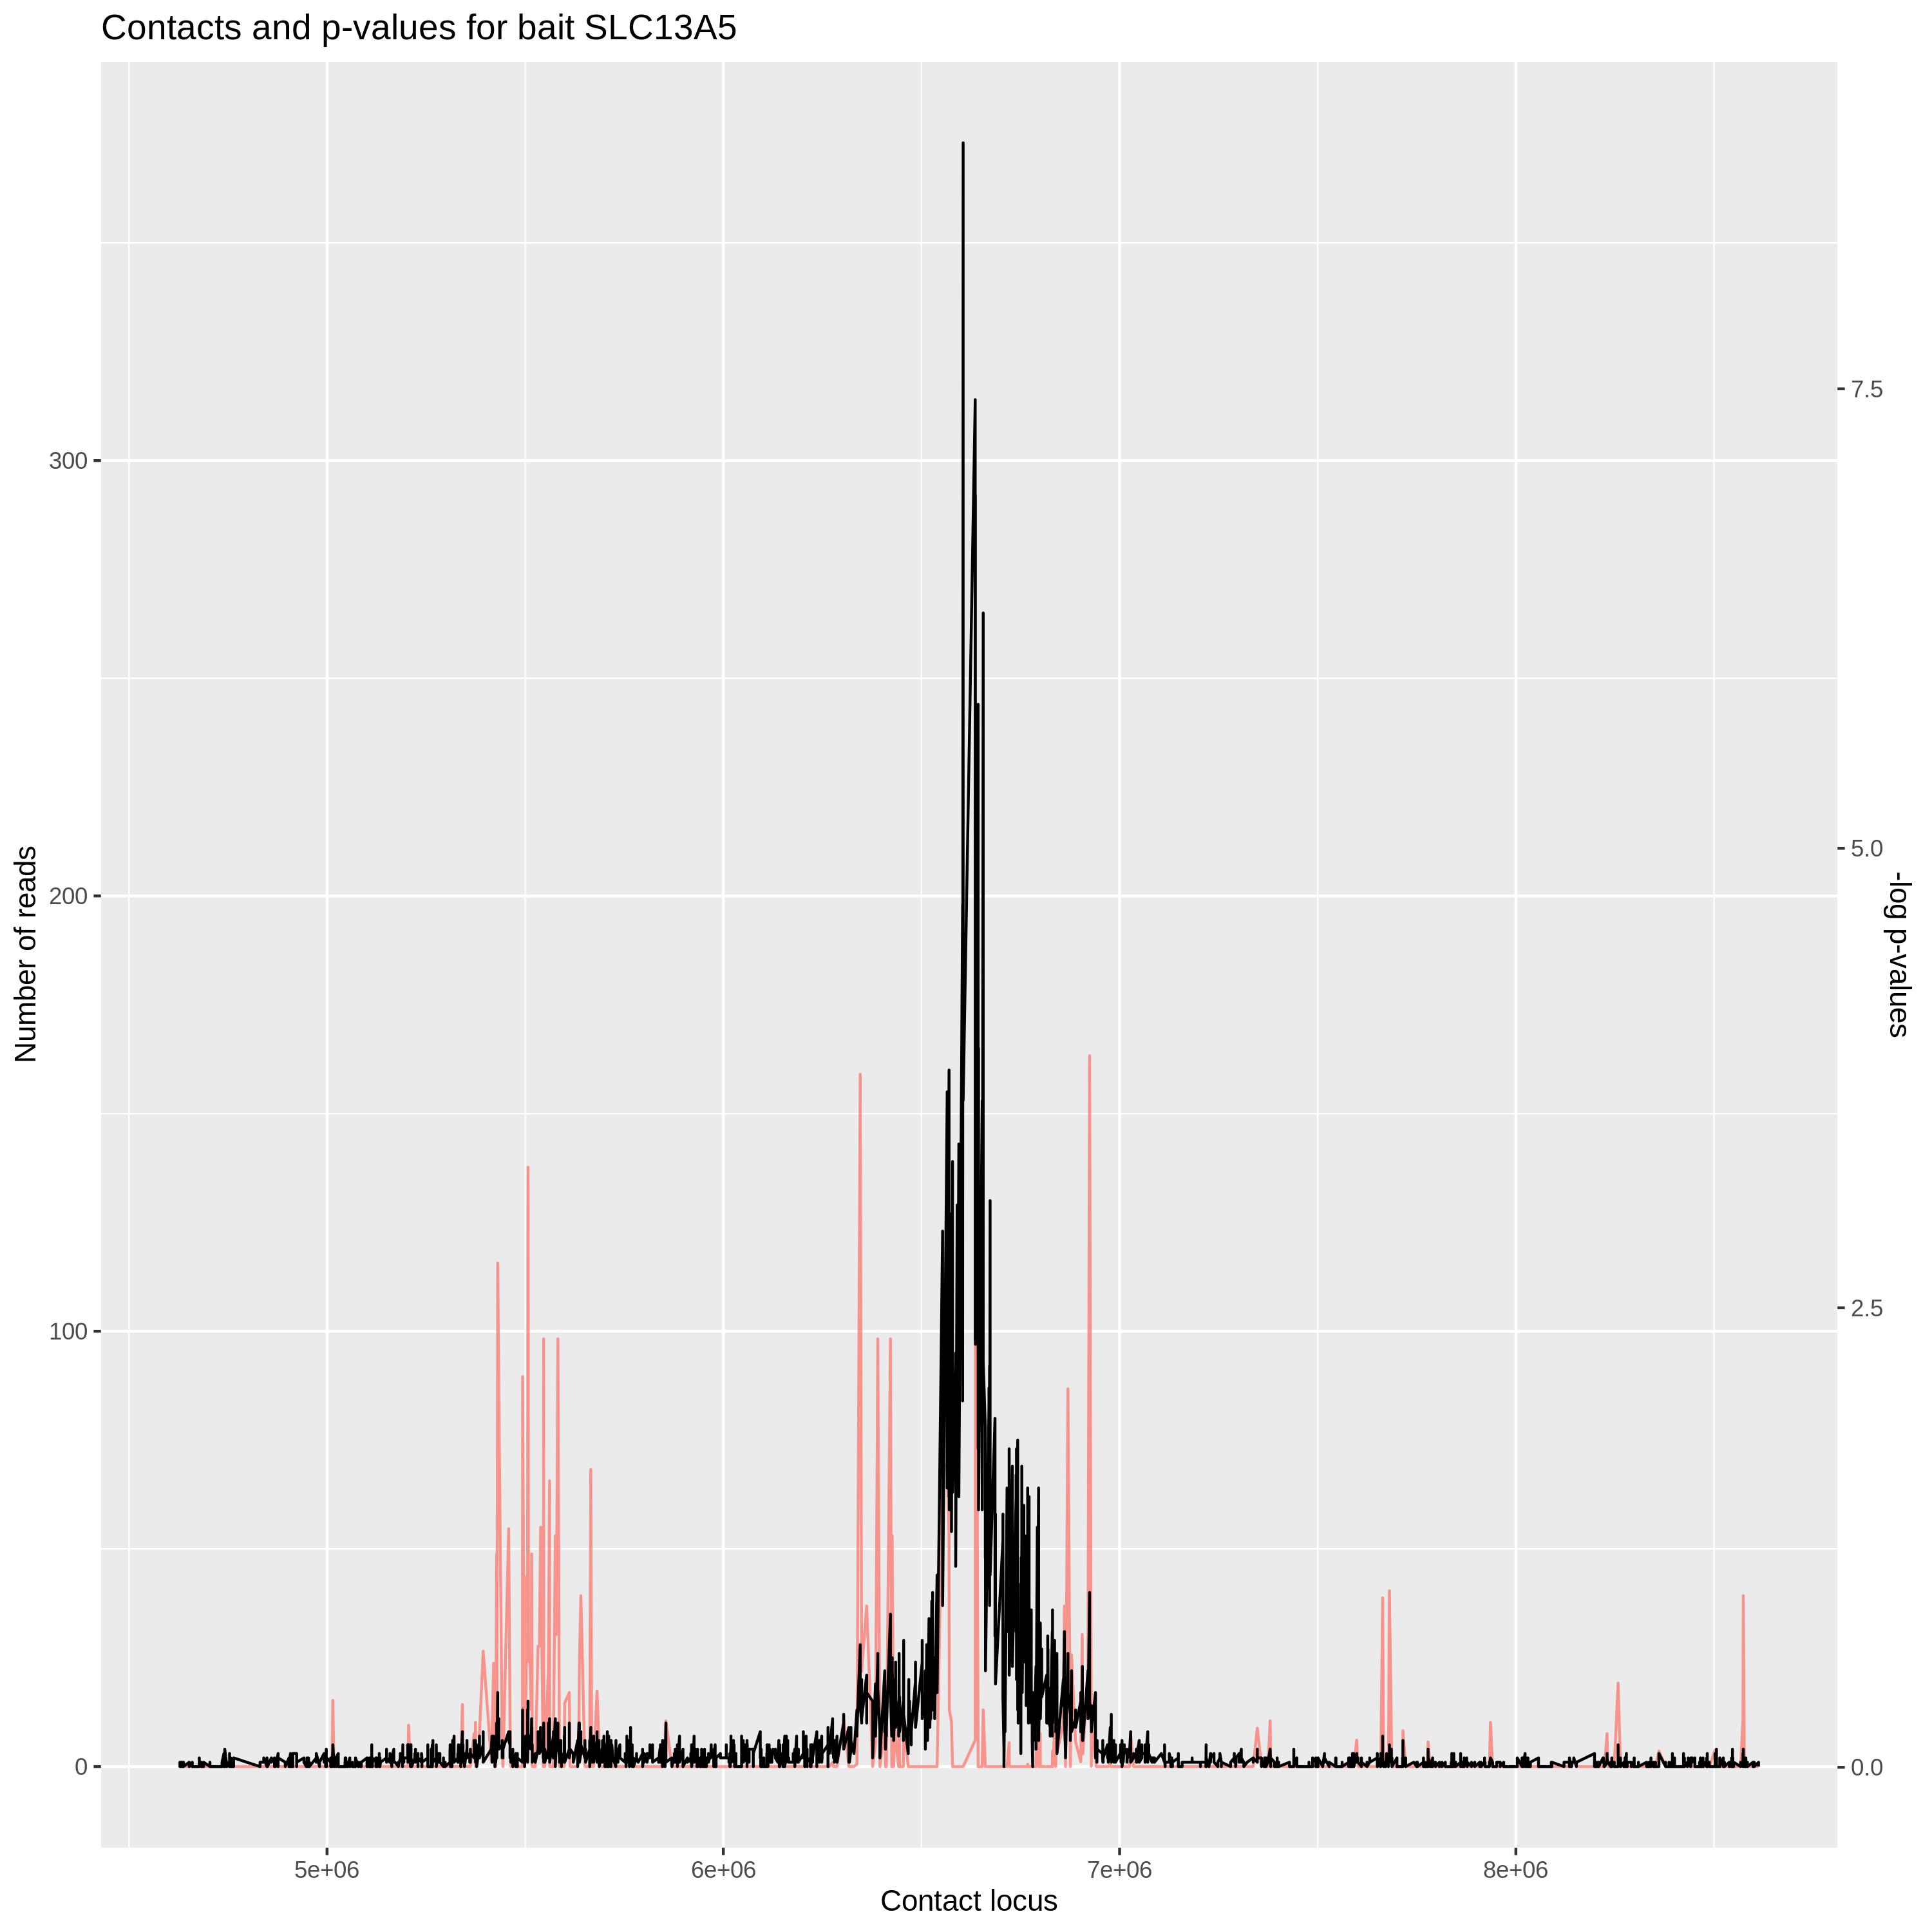 Contacts and p-values for bait SLC13A5
Number of reads
300
200
100
0
7.5
5.0
2.5
0.0
-log p-values
5e+06
6e+06
7e+06
8e+06
Contact locus